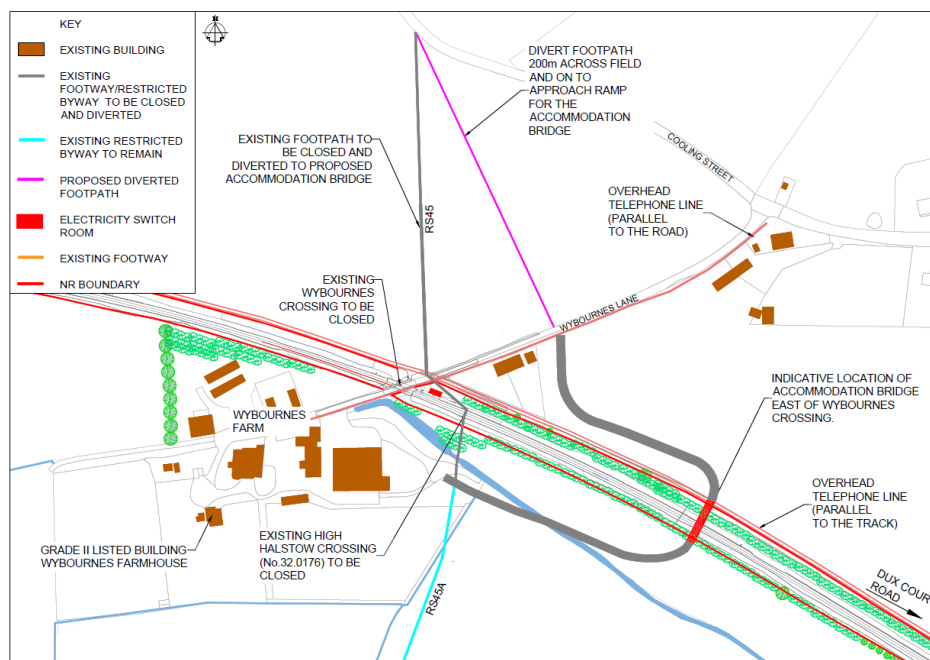 KEY
EXISTING BUILDING
EXISTING
FOOTWAY/RESTRICTED
BYWAY TO BE CLOSED
AND DIVERTED
EXISTING RESTRICTED
BYWAY TO REMAIN
PROPOSED DIVERTED
FOOTPATH
ELECTRICITY SWITCH
ROOM
EXISTING FOOTWAY
NR BOUNDARY
N
DIVERT FOOTPATH
200m ACROSS FIELD
AND ON TO
APPROACH RAMP
FOR THE
ACCOMMODATION
BRIDGE
EXISTING FOOTPATH TO
BE CLOSED AND
DIVERTED TO PROPOSED
ACCOMMODATION BRIDGE
RS45
COOLING STREET
OVERHEAD
TELEPHONE LINE
(PARALLEL
TO THE ROAD)
EXISTING
WYBOURNES
CROSSING TO BE
CLOSED
WYBOURNES LANE
INDICATIVE LOCATION OF
ACCOMMODATION BRIDGE
EAST OF WYBOURNES
CROSSING.
WYBOURNES
FARM
OVERHEAD
TELEPHONE LINE
(PARALLEL
TO THE TRACK)
GRADE II LISTED BUILDING
WYBOURNES FARMHOUSE
EXISTING HIGH
HALSTOW CROSSING
(No.32.0176) TO BE
CLOSED
RS45A
DUX COUR
ROAD